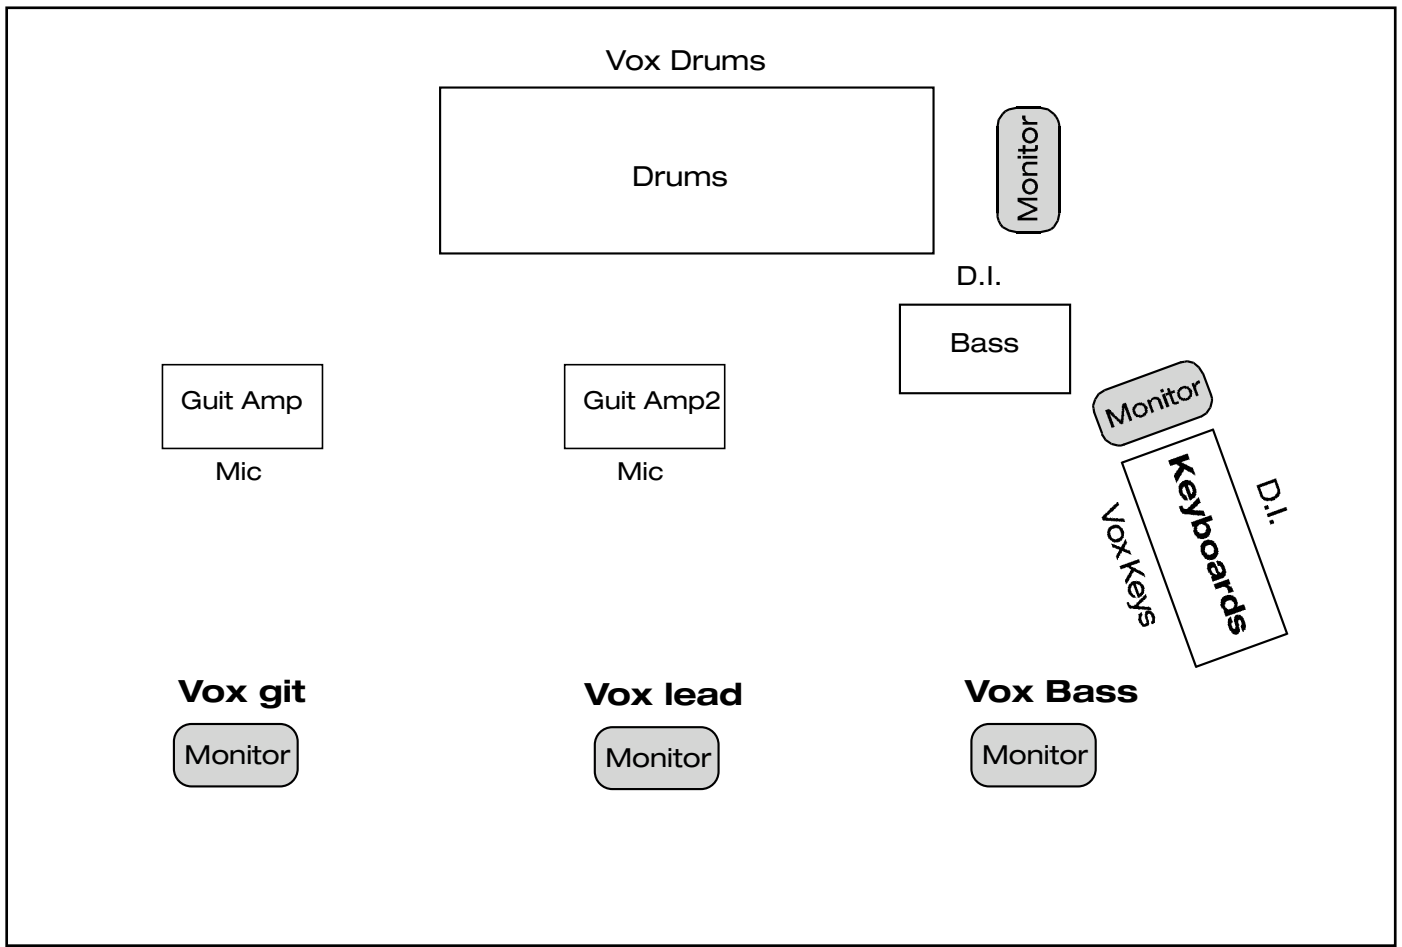 Vox Drums
Drums
Monitor
D.I.
Bass
Guit Amp
Mic
Guit Amp2
Mic
Monitor
Keyboards
D.I.
Vox Keys
Vox git
Monitor
Vox lead
Monitor
Vox Bass
Monitor